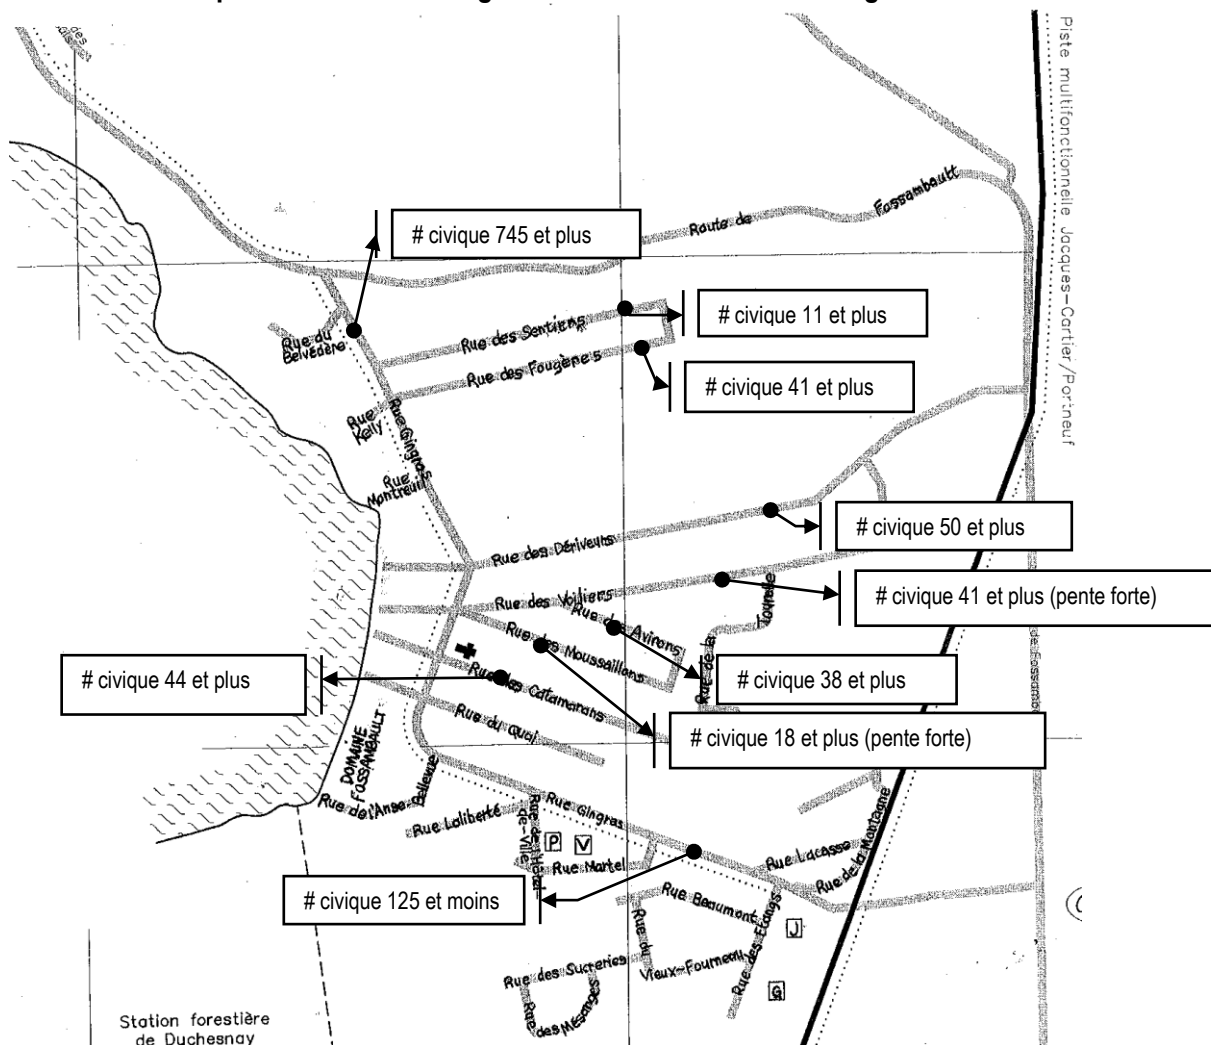 Piste multifonctionnelle Jacques-Cartier/Portneuf
# civique 745 et plus
Route de
Fossambault
# civique 11 et plus
Rue du
Belvédère
Rue des Sentiers
Rue des Fougères
# civique 41 et plus
Rue
Kelly
Rue Gingras
Rue
Montreuil
# civique 50 et plus
Rue des Dériveurs
Rue des Voiliers
# civique 41 et plus (pente forte)
Rue des Avirons
Rue de la
Tourelle
Rue des Moussaillons
# civique 44 et plus
Rue des Catamarans
# civique 38 et plus
Rue du Quai
# civique 18 et plus (pente forte)
DOMAINE
FOSSAMBAULT
Rue de l'Anse Bellevue
Rue Laliberté
Rue de l'Hôtel-
de-Ville
Rue Gingras
P
V
Rue Martel
Rue Lacasse
Rue de la Montagne
# civique 125 et moins
Rue Beaumont
Rue des Étangs
J
Rue du
Vieux-Fourneau
Rue des Sucreries
Rue des Mésanges
G
Station forestière
de Duchesnay